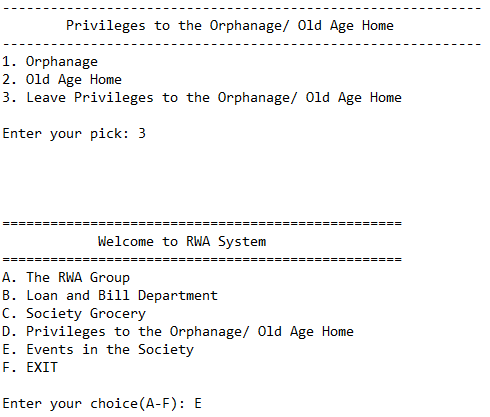 ------------------------------------------------------------
Privileges to the Orphanage/ Old Age Home
------------------------------------------------------------
1. Orphanage
2. Old Age Home
3. Leave Privileges to the Orphanage/ Old Age Home
Enter your pick: 3
==================================================
Welcome to RWA System
==================================================
A. The RWA Group
B. Loan and Bill Department
C. Society Grocery
D. Privileges to the Orphanage/ Old Age Home
E. Events in the Society
F. EXIT
Enter your choice(A-F): E